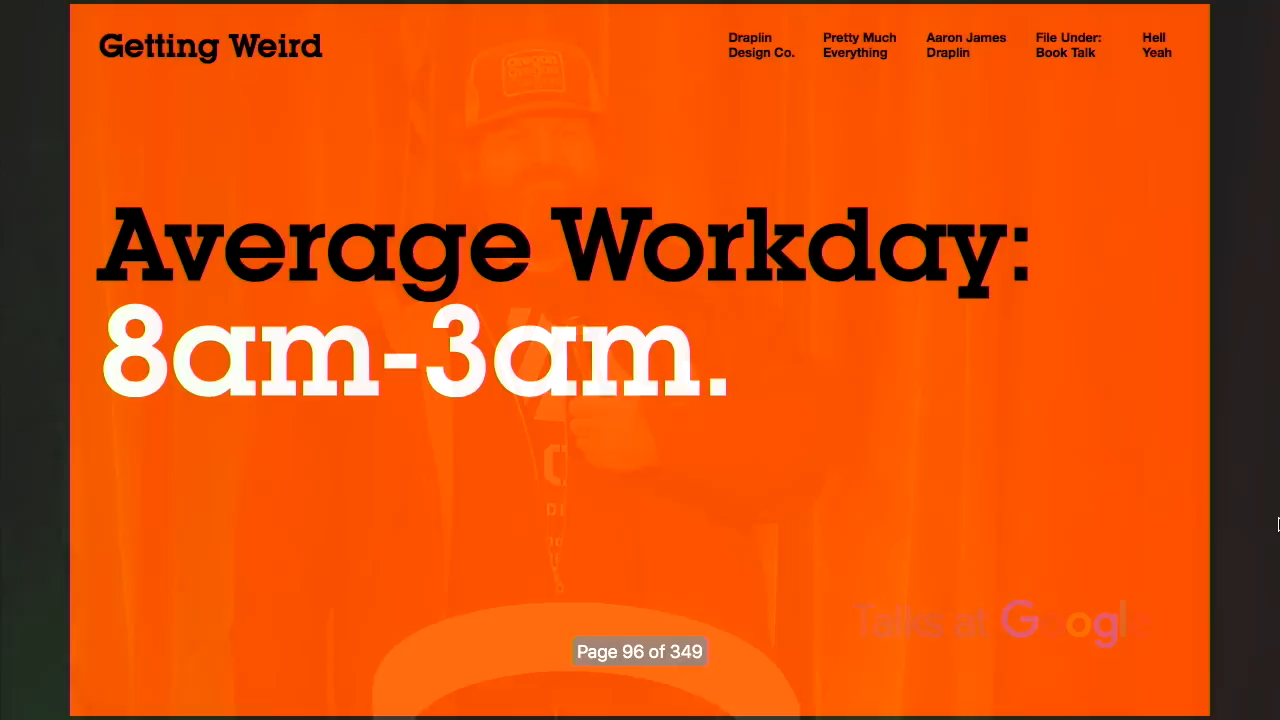 Getting Weird
Draplin
Design Co.
Pretty Much
Everything
Aaron James
Draplin
File Under:
Book Talk
Hell
Yeah
oregon
Average Workday:
8am-3am.
Talks at Google
Page 96 of 349